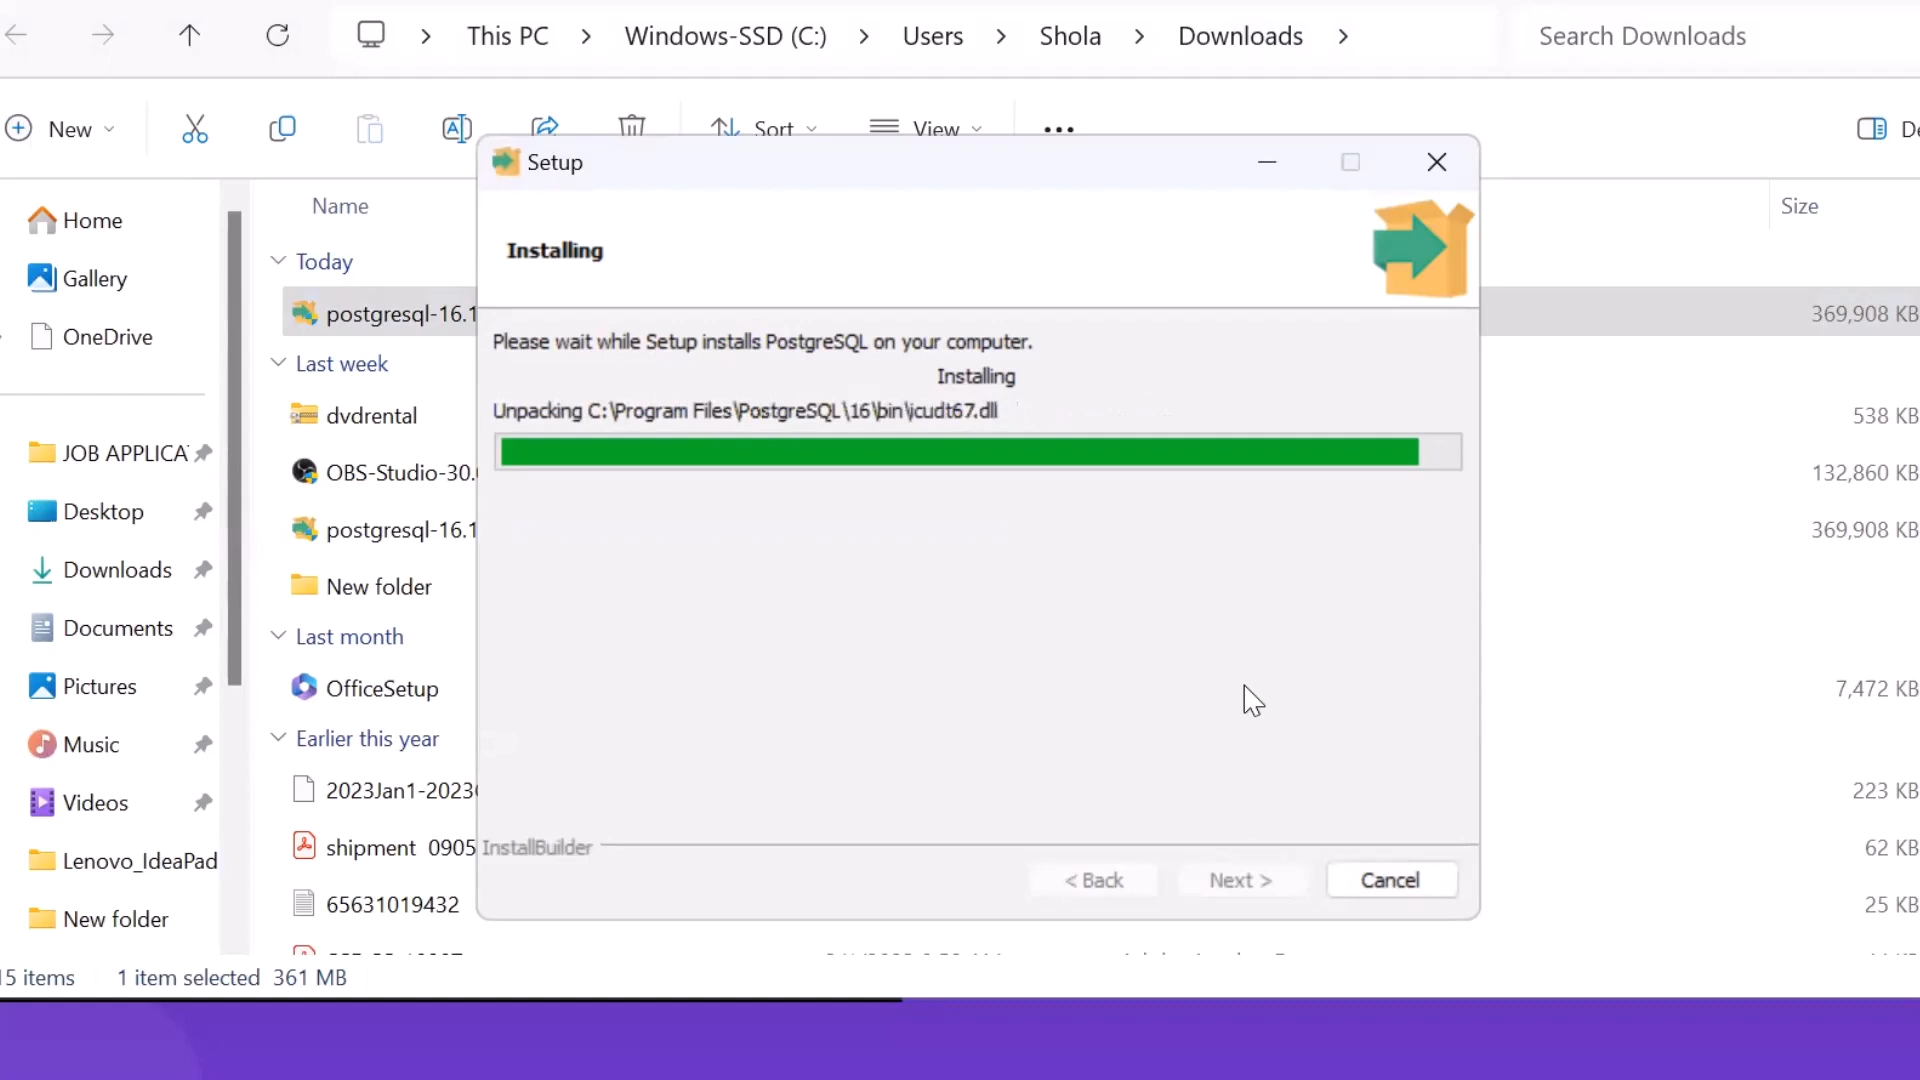 This PC > Windows-SSD (C:) > Users > Shola > Downloads >
Search Downloads
New
Sort
View
Setup
Name
Size
Installing
Home
Gallery
OneDrive
JOB APPLICA
Desktop
Downloads
Documents
Pictures
Music
Videos
Lenovo_IdeaPad
New folder
Today
postgresql-16.1
369,908 KB
Last week
dvdrental
538 KB
OBS-Studio-30.
132,860 KB
postgresql-16.1
369,908 KB
New folder
Last month
OfficeSetup
7,472 KB
Earlier this year
2023Jan1-2023
223 KB
shipment 0905
62 KB
65631019432
25 KB
Please wait while Setup installs PostgreSQL on your computer.
Installing
Unpacking C:\Program Files\PostgreSQL\16\bin\icudt67.dll
InstallBuilder
< Back
Next >
Cancel
15 items 1 item selected 361 MB